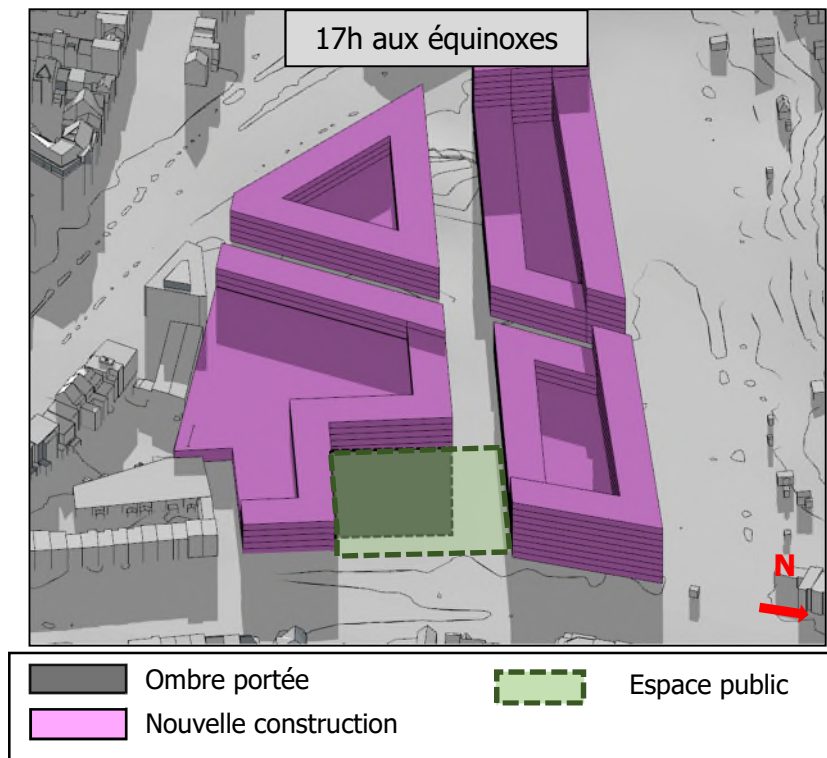 17h aux équinoxes
N
Ombre portée
Espace public
Nouvelle construction